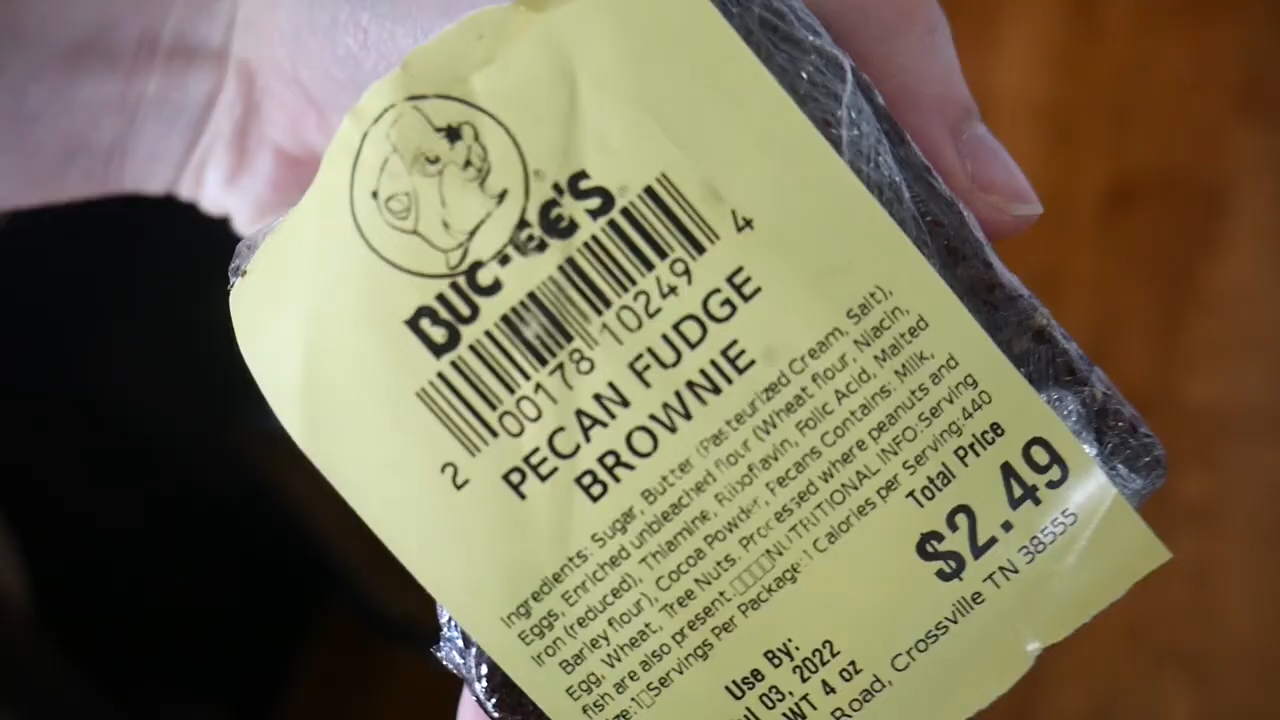 BUC-EE'S
2 00178 10249 4
PECAN FUDGE
BROWNIE
Ingredients: Sugar, Butter (Pasteurized Cream, Salt),
Eggs, Enriched unbleached flour (Wheat flour, Niacin,
Iron (reduced), Thiamine, Riboflavin, Folic Acid, Malted
Barley flour), Cocoa Powder, Pecans Contains: Milk,
Egg, Wheat, Tree Nuts. Processed where peanuts and
fish are also present.□□□□NUTRITIONAL INFO:Serving
ze:1□Servings Per Package:1 Calories per Serving:440
Total Price
$2.49
Use By:
ul 03, 2022
WT 4 oz
Road, Crossville TN 38555